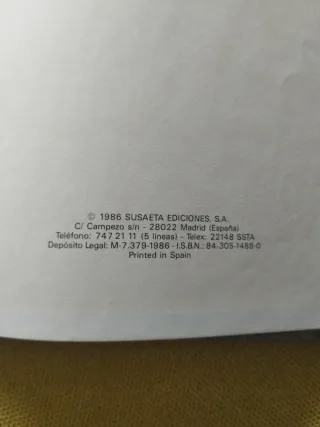 © 1986 SUSAETA EDICIONES, S.A.
C/ Campezo s/n - 28022 Madrid (España)
Teléfono: 747 21 11 (5 líneas) - Telex: 22148 SSTA
Depósito Legal: M-7.379-1986 - I.S.B.N.: 84-305-1488-0
Printed in Spain